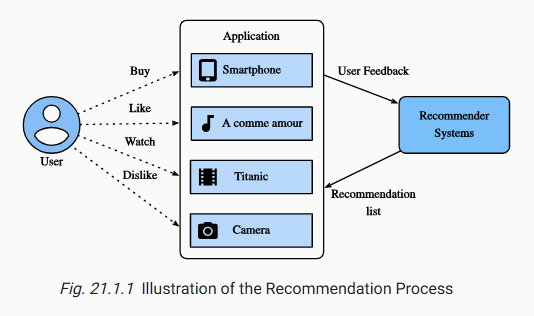 Application
Buy
Smartphone
User Feedback
Like
A comme amour
Recommender
Systems
User
Watch
Titanic
Dislike
Recommendation
list
Camera
Fig. 21.1.1 Illustration of the Recommendation Process